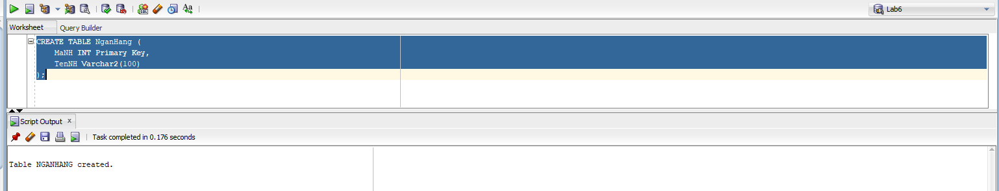 Lab6
Worksheet Query Builder
CREATE TABLE NganHang (
MaNH INT Primary Key,
TenNH Varchar2(100)
);
Script Output x
Task completed in 0.176 seconds
Table NGANHANG created.